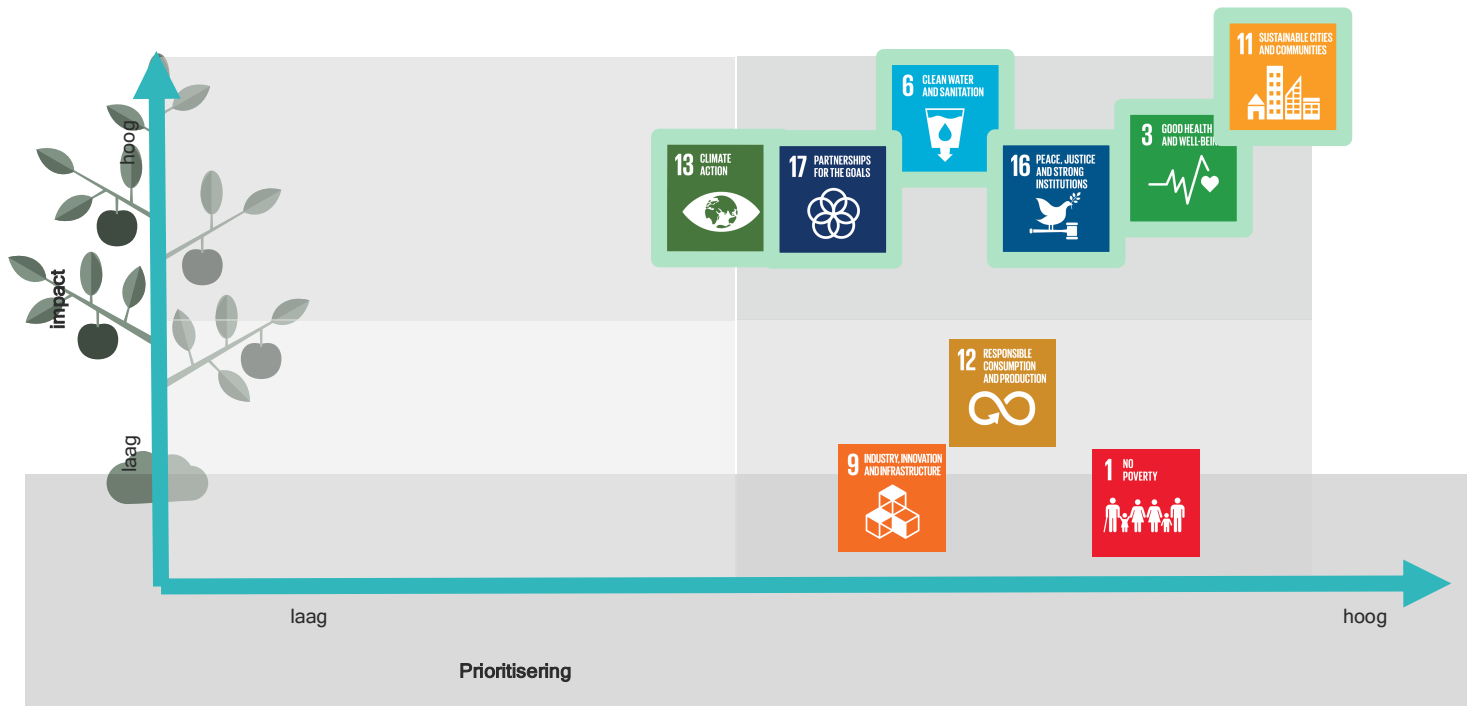 11 SUSTAINABLE CITIES
AND COMMUNITIES
6 CLEAN WATER
AND SANITATION
3 GOOD HEALTH
AND WELL-BEIN
13 CLIMATE
ACTION
17 PARTNERSHIPS
FOR THE GOALS
16 PEACE, JUSTICE
AND STRONG
INSTITUTIONS
hoog
impact
laag
12 RESPONSIBLE
CONSUMPTION
AND PRODUCTION
9 INDUSTRY, INNOVATION
AND INFRASTRUCTURE
1 NO
POVERTY
laag
hoog
Prioritisering